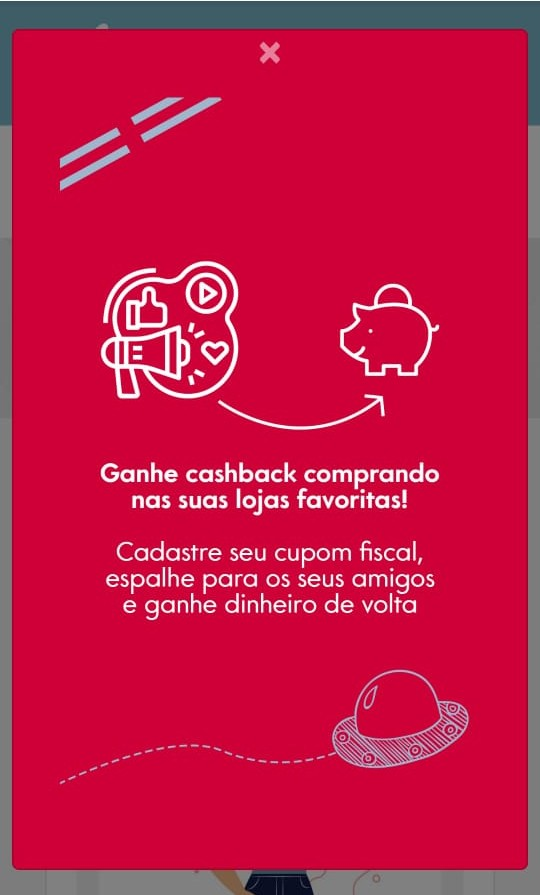 Ganhe cashback comprando
nas suas lojas favoritas!
Cadastre seu cupom fiscal,
espalhe para os seus amigos
e ganhe dinheiro de volta